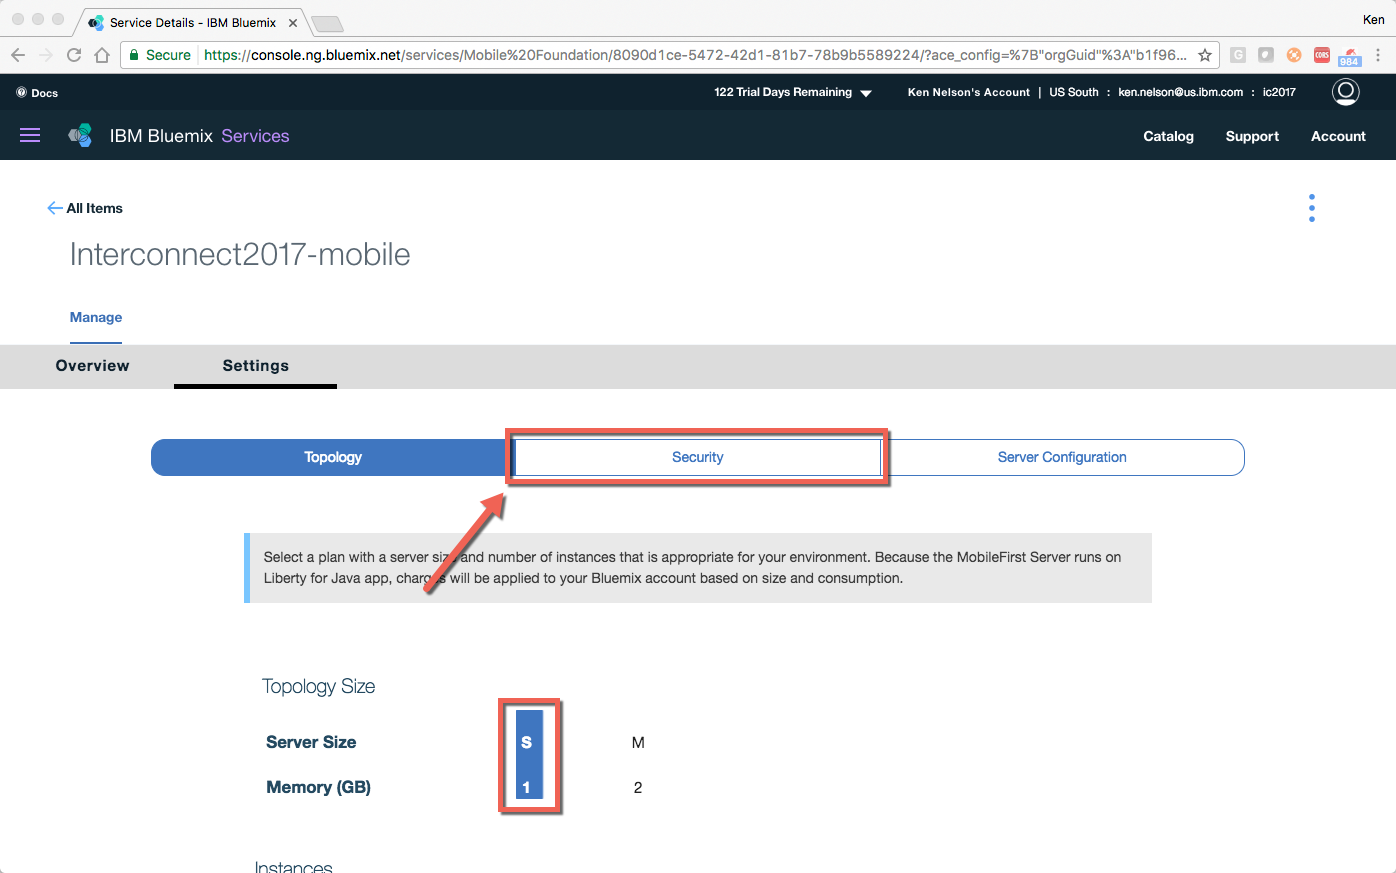 Service Details - IBM Bluemix
Ken
Secure https://console.ng.bluemix.net/services/Mobile%20Foundation/8090d1ce-5472-42d1-81b7-78b9b5589224/?ace_config=%7B"orgGuid"%3A"b1f96...
G
CORS
984
Docs
122 Trial Days Remaining
Ken Nelson's Account | US South : ken.nelson@us.ibm.com : ic2017
IBM Bluemix Services
Catalog
Support
Account
All Items
Interconnect2017-mobile
Manage
Overview
Settings
Topology
Security
Server Configuration
Select a plan with a server size and number of instances that is appropriate for your environment. Because the MobileFirst Server runs on
Liberty for Java app, charges will be applied to your Bluemix account based on size and consumption.
Topology Size
Server Size S M
Memory (GB) 1 2
Instances